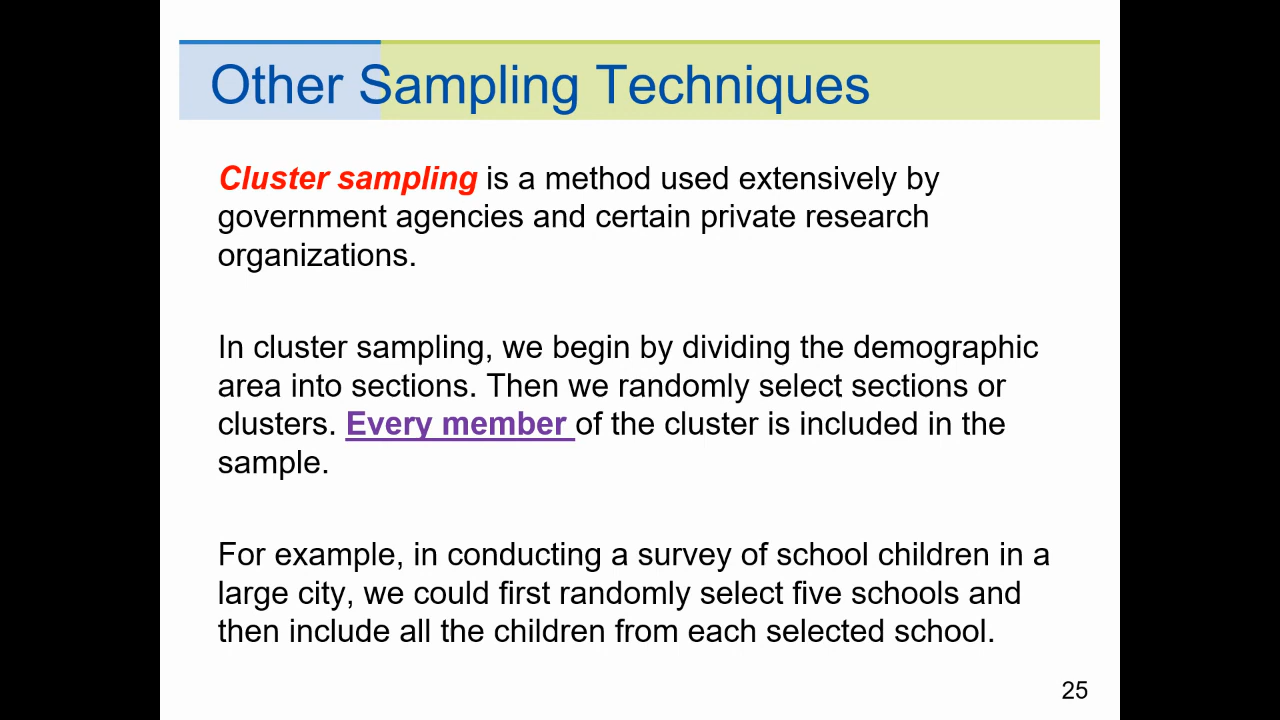 Other Sampling Techniques
Cluster sampling is a method used extensively by
government agencies and certain private research
organizations.
In cluster sampling, we begin by dividing the demographic
area into sections. Then we randomly select sections or
clusters. Every member of the cluster is included in the
sample.
For example, in conducting a survey of school children in a
large city, we could first randomly select five schools and
then include all the children from each selected school.
25